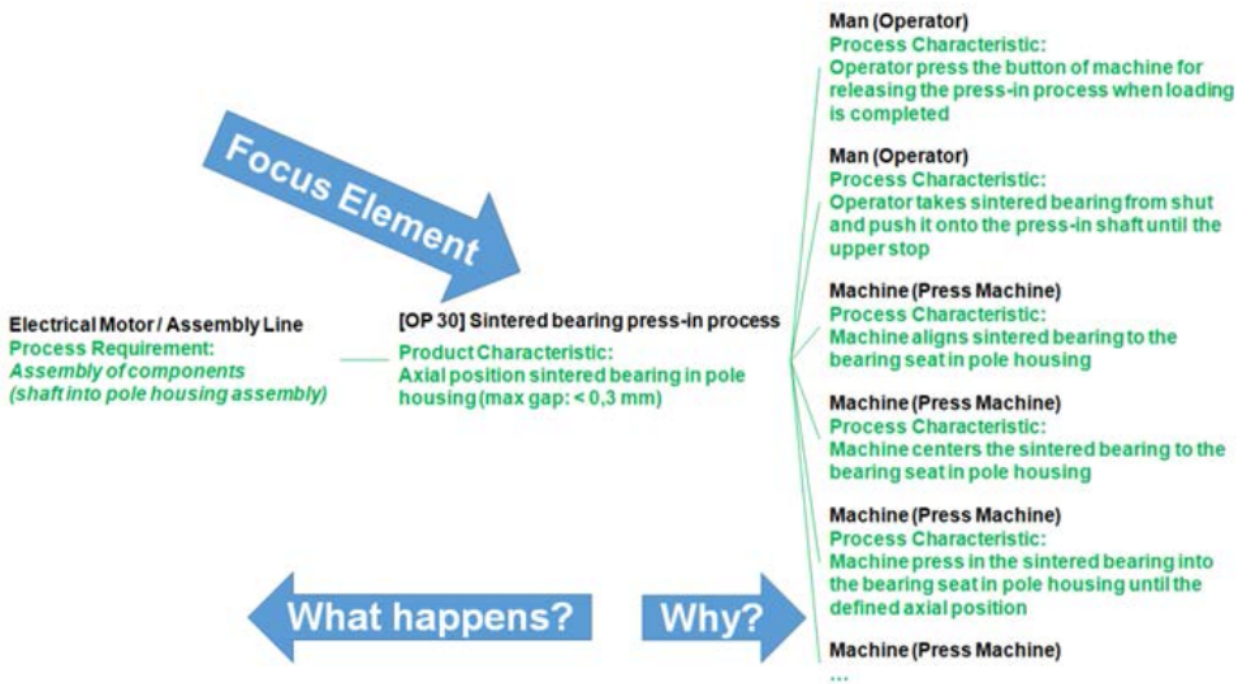 Focus Element
Electrical Motor / Assembly Line
Process Requirement:
Assembly of components
(shaft into pole housing assembly)
[OP 30] Sintered bearing press-in process
Product Characteristic:
Axial position sintered bearing in pole
housing (max gap: < 0,3 mm)
Man (Operator)
Process Characteristic:
Operator press the button of machine for
releasing the press-in process when loading
is completed
Man (Operator)
Process Characteristic:
Operator takes sintered bearing from shut
and push it onto the press-in shaft until the
upper stop
Machine (Press Machine)
Process Characteristic:
Machine aligns sintered bearing to the
bearing seat in pole housing
Machine (Press Machine)
Process Characteristic:
Machine centers the sintered bearing to the
bearing seat in pole housing
Machine (Press Machine)
Process Characteristic:
Machine press in the sintered bearing into
the bearing seat in pole housing until the
defined axial position
Machine (Press Machine)
...
What happens?
Why?